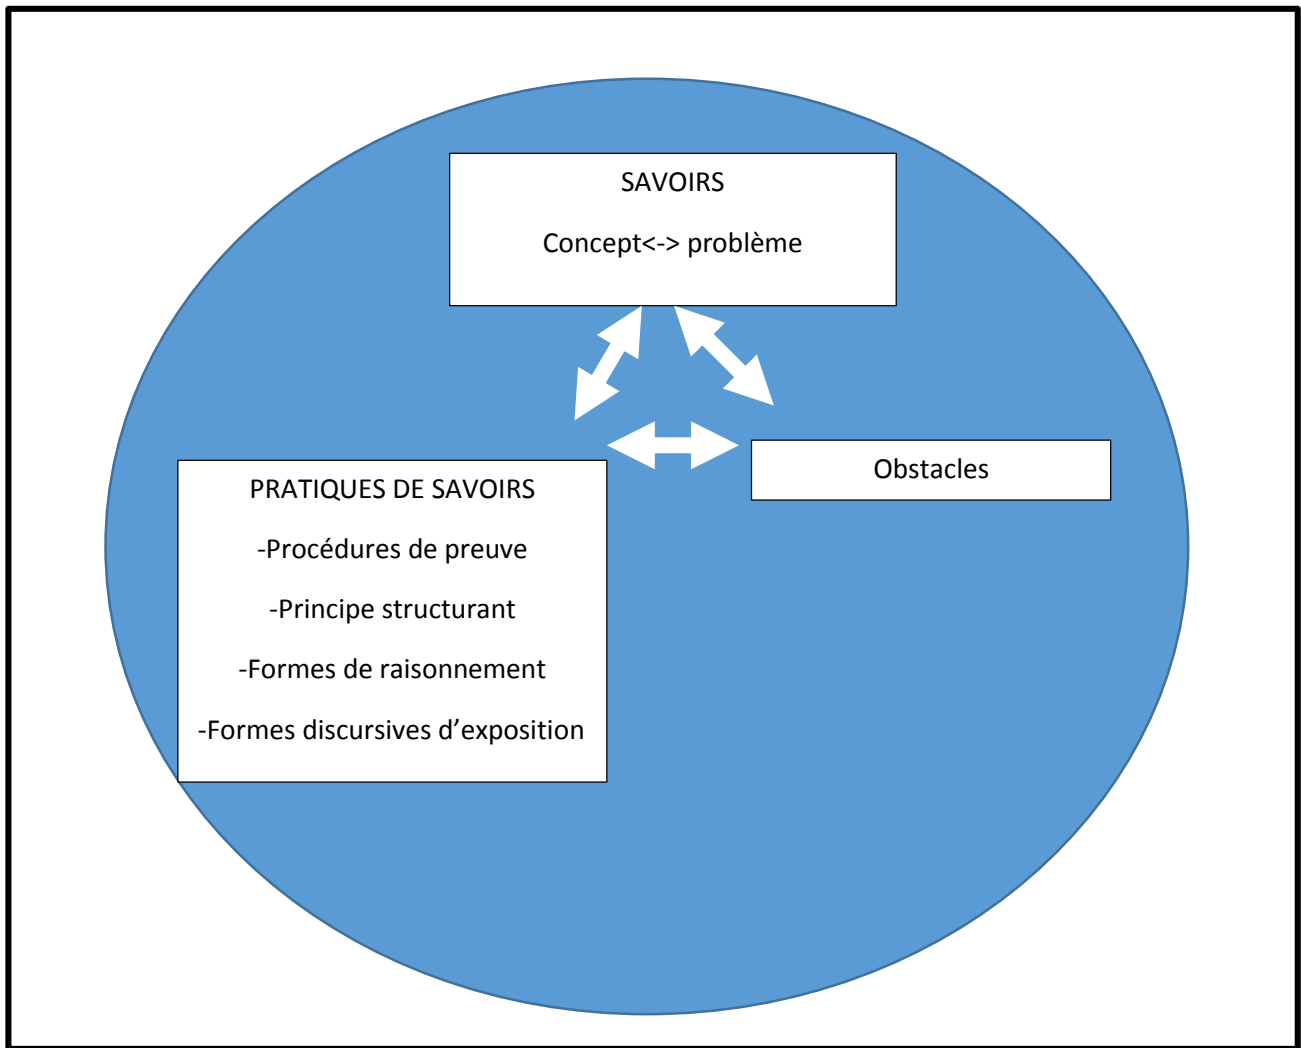 SAVOIRS
Concept<-> problème
Obstacles
PRATIQUES DE SAVOIRS
-Procédures de preuve
-Principe structurant
-Formes de raisonnement
-Formes discursives d’exposition